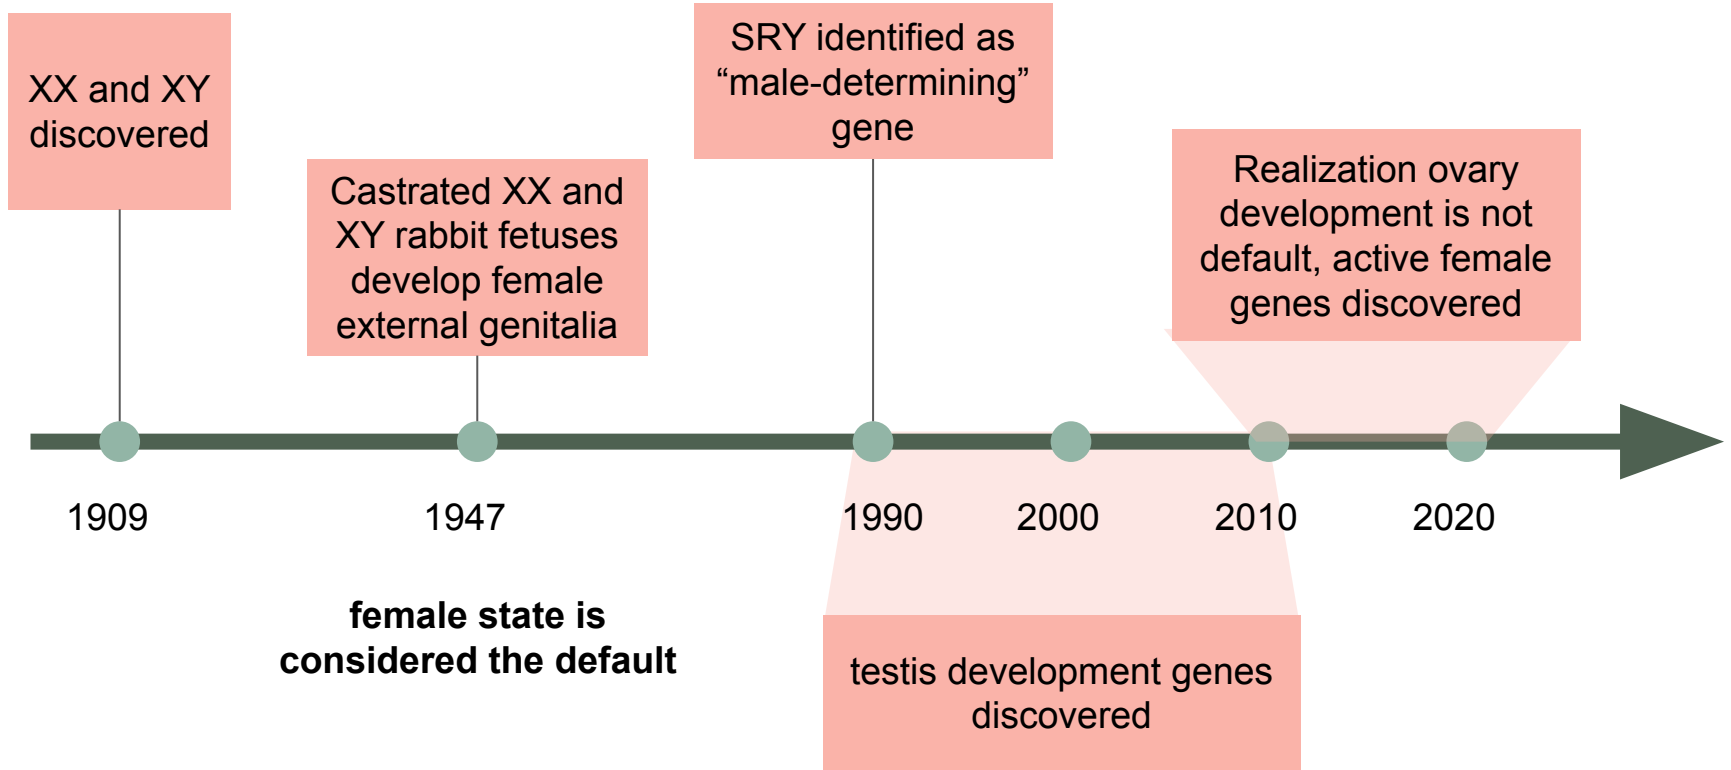 XX and XY
discovered
Castrated XX and
XY rabbit fetuses
develop female
external genitalia
SRY identified as
“male-determining”
gene
Realization ovary
development is not
default, active female
genes discovered
1909
1947
1990
2000
2010
2020
female state is
considered the default
testis development genes
discovered